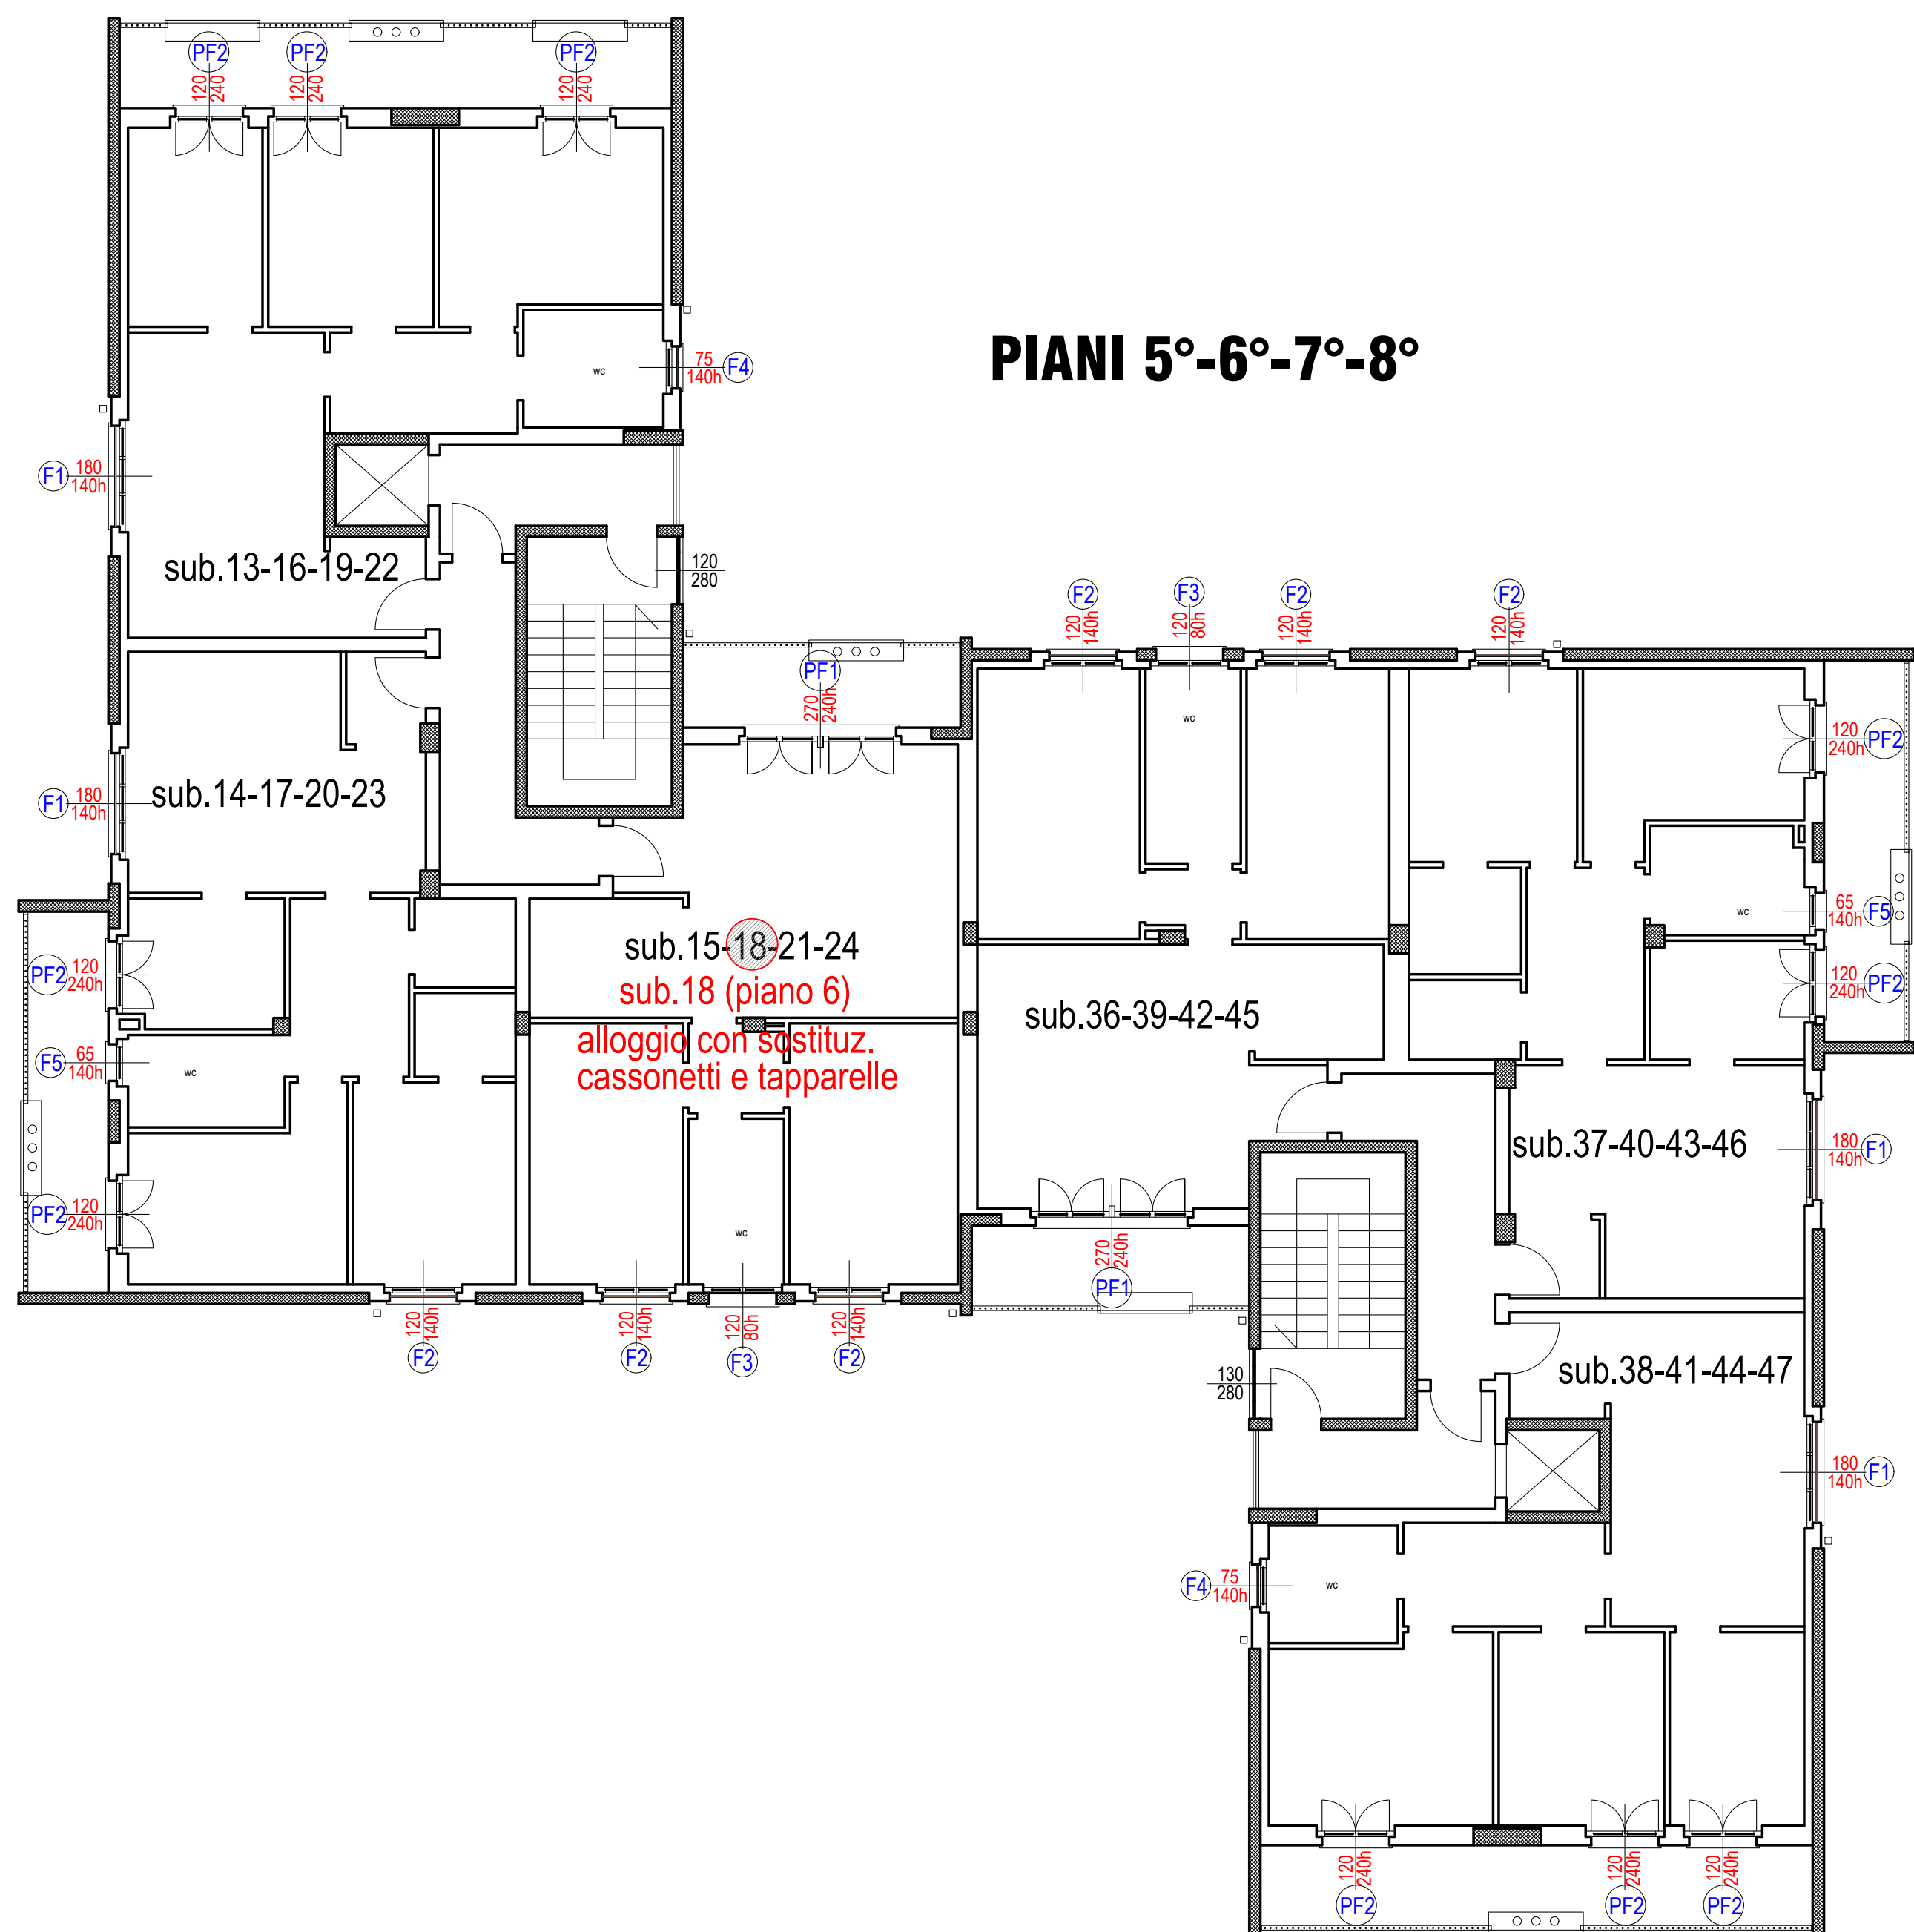 PF2
PF2
PF2
120
240
120
240
120
240
PIANI 5°-6°-7°-8°
wc
75
140h
F4
F1
180
140h
sub.13-16-19-22
120
280
F2
F3
F2
F2
120
140h
120
80h
120
140h
120
140h
PF1
270
240h
wc
120
240h
PF2
F1
180
140h
sub.14-17-20-23
65
140h
F5
wc
sub.15-18-21-24
PF2
120
240h
120
240h
PF2
sub.18 (piano 6)
sub.36-39-42-45
alloggio con sostituz.
cassonetti e tapparelle
F5
65
140h
wc
sub.37-40-43-46
180
140h
F1
PF2
120
240h
wc
270
240h
PF1
120
140h
120
140h
120
80h
120
140h
F2
F2
F3
F2
130
280
sub.38-41-44-47
180
140h
F1
F4
75
140h
wc
120
240h
120
240h
120
240h
PF2
PF2
PF2